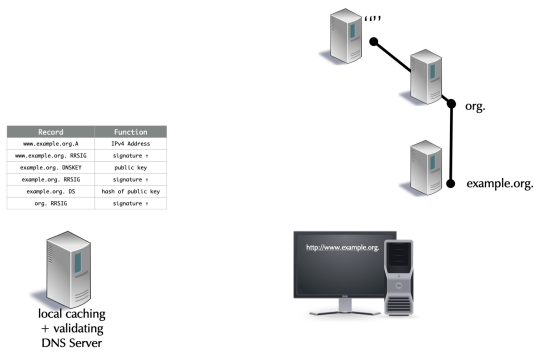 “”
org.
example.org.
Record Function
www.example.org.A IPv4 Address
www.example.org. RRSIG signature ↑
example.org. DNSKEY public key
example.org. RRSIG signature ↑
example.org. DS hash of public key
org. RRSIG signature ↑
http://www.example.org.
local caching
+ validating
DNS Server